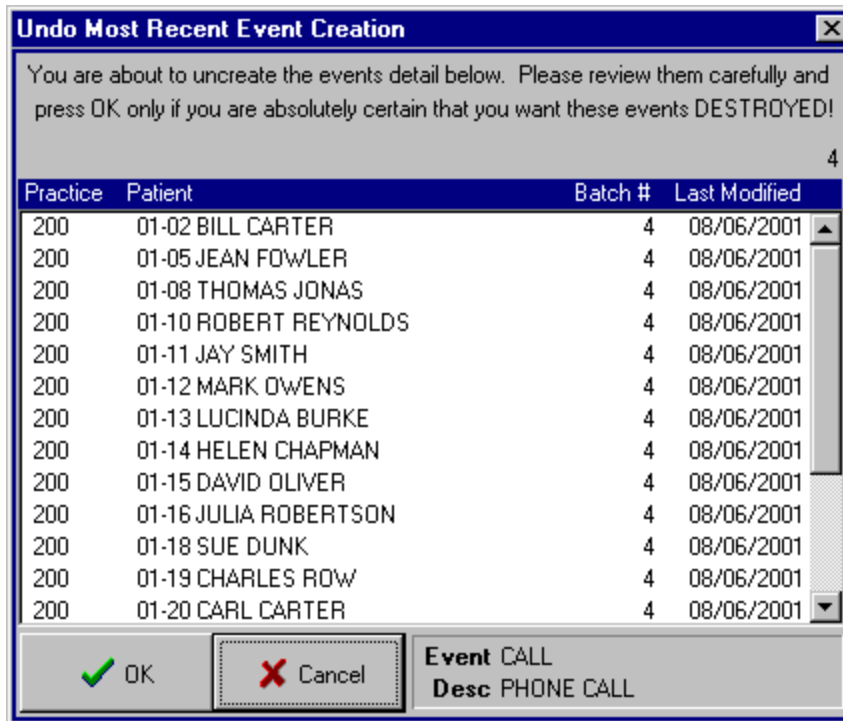 Undo Most Recent Event Creation
You are about to uncreate the events detail below. Please review them carefully and
press OK only if you are absolutely certain that you want these events DESTROYED!
4
Practice Patient Batch # Last Modified
200 01-02 BILL CARTER 4 08/06/2001
200 01-05 JEAN FOWLER 4 08/06/2001
200 01-08 THOMAS JONAS 4 08/06/2001
200 01-10 ROBERT REYNOLDS 4 08/06/2001
200 01-11 JAY SMITH 4 08/06/2001
200 01-12 MARK OWENS 4 08/06/2001
200 01-13 LUCINDA BURKE 4 08/06/2001
200 01-14 HELEN CHAPMAN 4 08/06/2001
200 01-15 DAVID OLIVER 4 08/06/2001
200 01-16 JULIA ROBERTSON 4 08/06/2001
200 01-18 SUE DUNK 4 08/06/2001
200 01-19 CHARLES ROW 4 08/06/2001
200 01-20 CARL CARTER 4 08/06/2001
OK Cancel Event CALL
Desc PHONE CALL